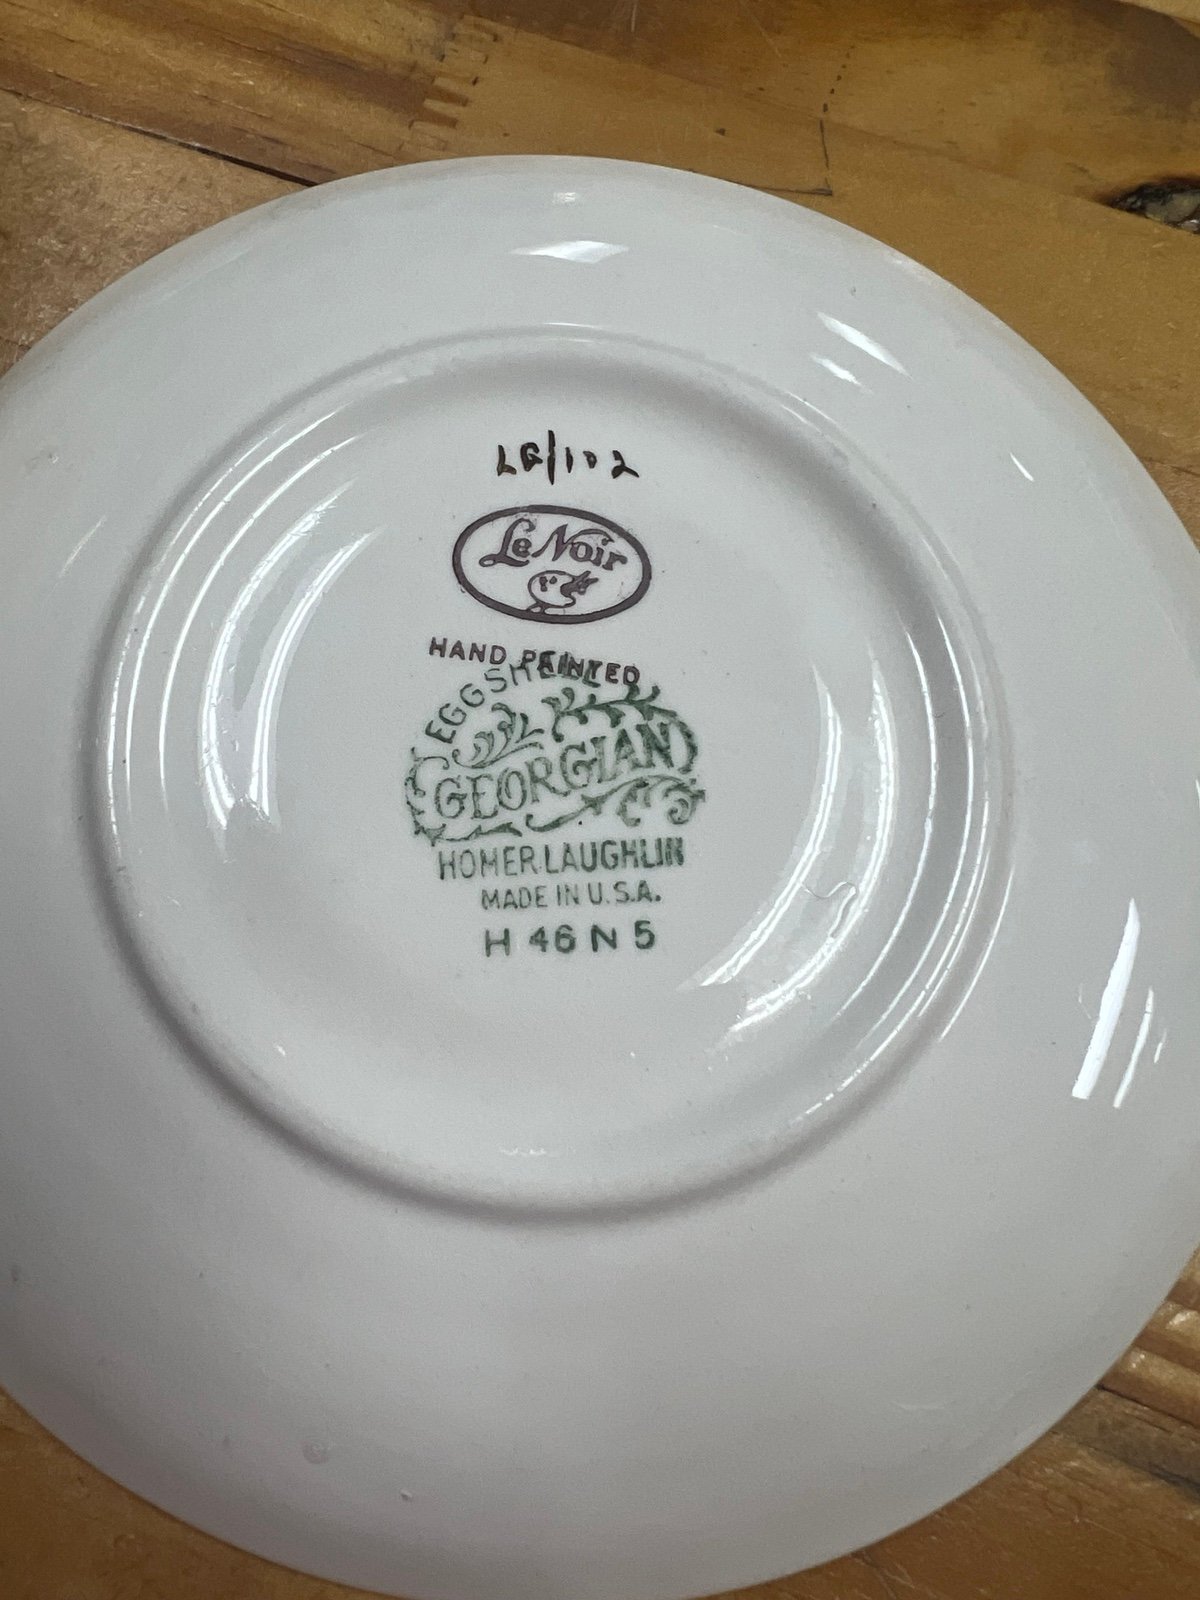 LG/102
Le Noir
HAND PAINTED
EGGSHELL
GEORGIAN
HOMER LAUGHLIN
MADE IN U.S.A.
H 46 N 5